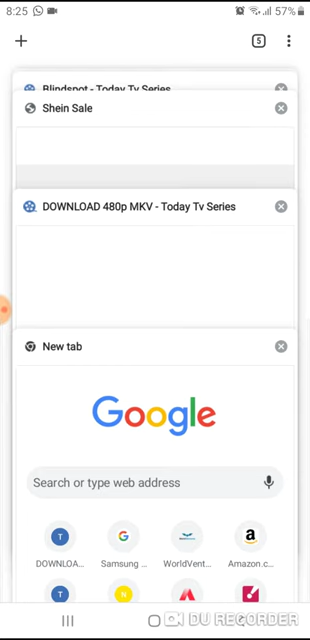 8:25 57%
5
Blindspot - Today Tv Series
Shein Sale
DOWNLOAD 480p MKV - Today Tv Series
New tab
Google
Search or type web address
T G a
DOWNLOA... Samsung ... WorldVent... Amazon.c...
T N
DU RECORDER